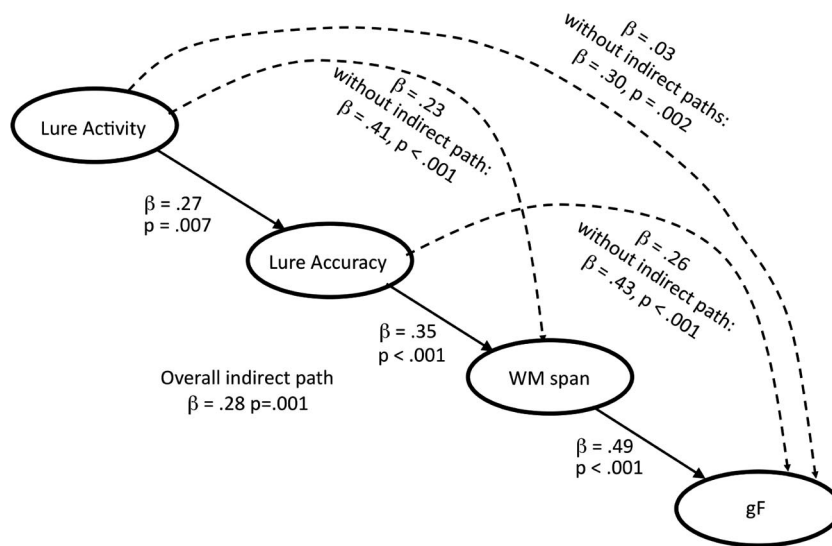 β = .03
without indirect paths:
β = .30, p = .002
β = .23
without indirect path:
β = .41, p < .001
Lure Activity
β = .27
p = .007
β = .26
without indirect path:
β = .43, p < .001
Lure Accuracy
β = .35
p < .001
Overall indirect path
β = .28 p=.001
WM span
β = .49
p < .001
gF